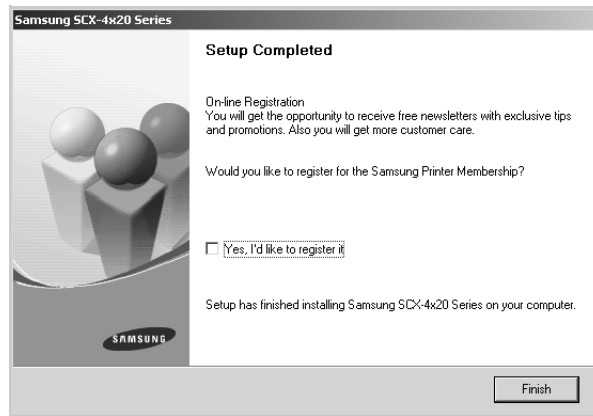 Samsung SCX-4x20 Series
Setup Completed
On-line Registration
You will get the opportunity to receive free newsletters with exclusive tips
and promotions. Also you will get more customer care.
Would you like to register for the Samsung Printer Membership?
Yes, I'd like to register it
Setup has finished installing Samsung SCX-4x20 Series on your computer.
SAMSUNG
Finish